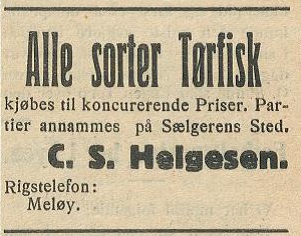 Alle sorter Tørfisk
kjøbes til koncurerende Priser. Par-
tier annammes på Sælgerens Sted.
C. S. Helgesen.
Rigstelefon:
Meløy.